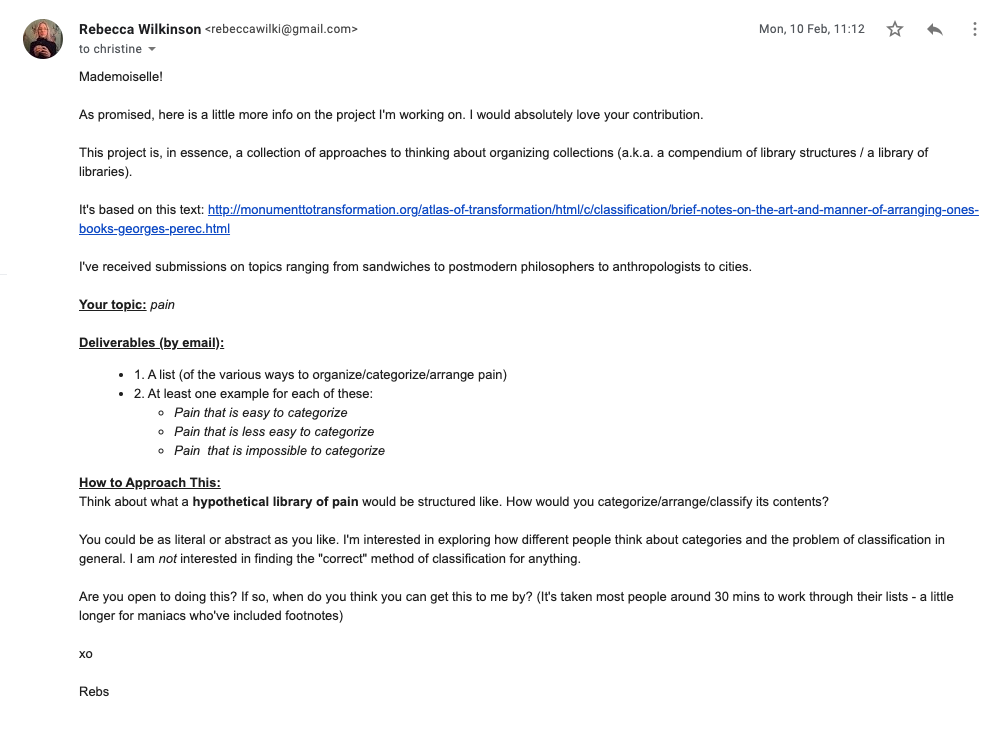 Rebecca Wilkinson <rebeccawilki@gmail.com>
Mon, 10 Feb, 11:12
to christine
Mademoiselle!
As promised, here is a little more info on the project I'm working on. I would absolutely love your contribution.
This project is, in essence, a collection of approaches to thinking about organizing collections (a.k.a. a compendium of library structures / a library of
libraries).
It's based on this text: http://monumenttotransformation.org/atlas-of-transformation/html/c/classification/brief-notes-on-the-art-and-manner-of-arranging-ones-
books-georges-perec.html
I've received submissions on topics ranging from sandwiches to postmodern philosophers to anthropologists to cities.
Your topic: pain
Deliverables (by email):
• 1. A list (of the various ways to organize/categorize/arrange pain)
• 2. At least one example for each of these:
○ Pain that is easy to categorize
○ Pain that is less easy to categorize
○ Pain  that is impossible to categorize
How to Approach This:
Think about what a hypothetical library of pain would be structured like. How would you categorize/arrange/classify its contents?
You could be as literal or abstract as you like. I'm interested in exploring how different people think about categories and the problem of classification in
general. I am not interested in finding the "correct" method of classification for anything.
Are you open to doing this? If so, when do you think you can get this to me by? (It's taken most people around 30 mins to work through their lists - a little
longer for maniacs who've included footnotes)
xo
Rebs